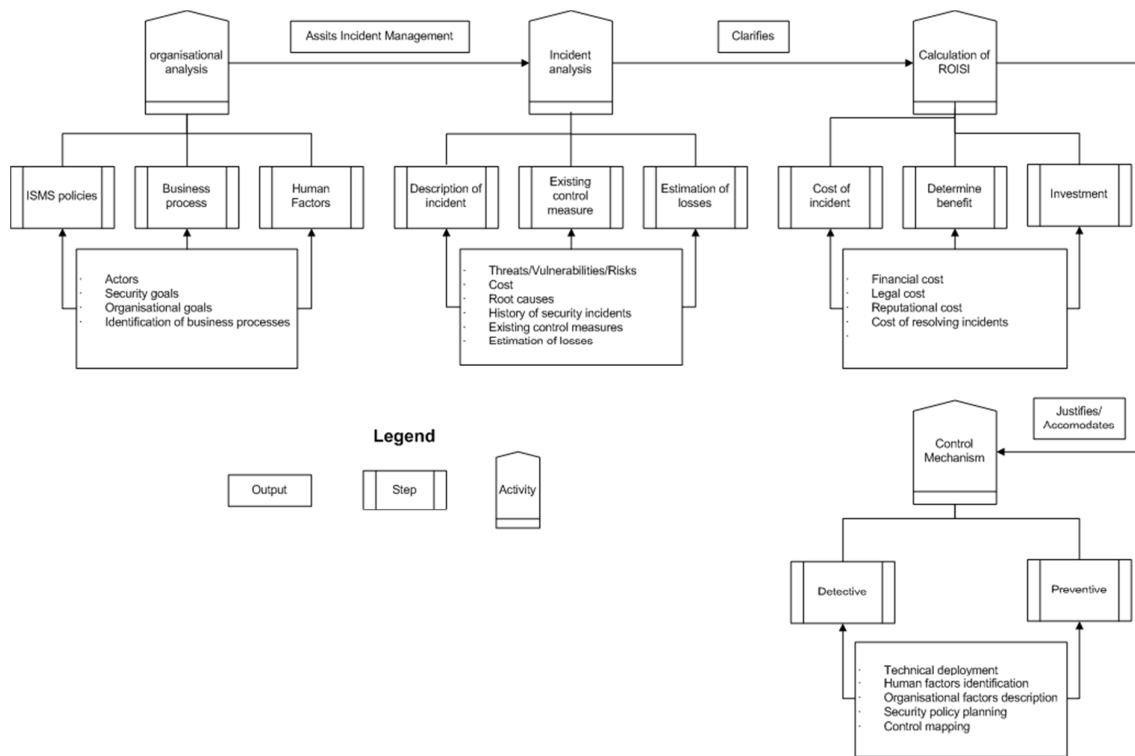 Assits Incident Management
Clarifies
organisational
analysis
Incident
analysis
Calculation of
ROISI
ISMS policies
Business
process
Human
Factors
Description of
incident
Existing
control
measure
Estimation of
losses
Cost of
incident
Determine
benefit
Investment
· Actors
· Security goals
· Organisational goals
· Identification of business processes
· Threats/Vulnerabilities/Risks
· Cost
· Root causes
· History of security incidents
· Existing control measures
· Estimation of losses
· Financial cost
· Legal cost
· Reputational cost
· Cost of resolving incidents
·
Justifies/
Accomodates
Control
Mechanism
Legend
Output
Step
Activity
Detective
Preventive
· Technical deployment
· Human factors identification
· Organisational factors description
· Security policy planning
· Control mapping